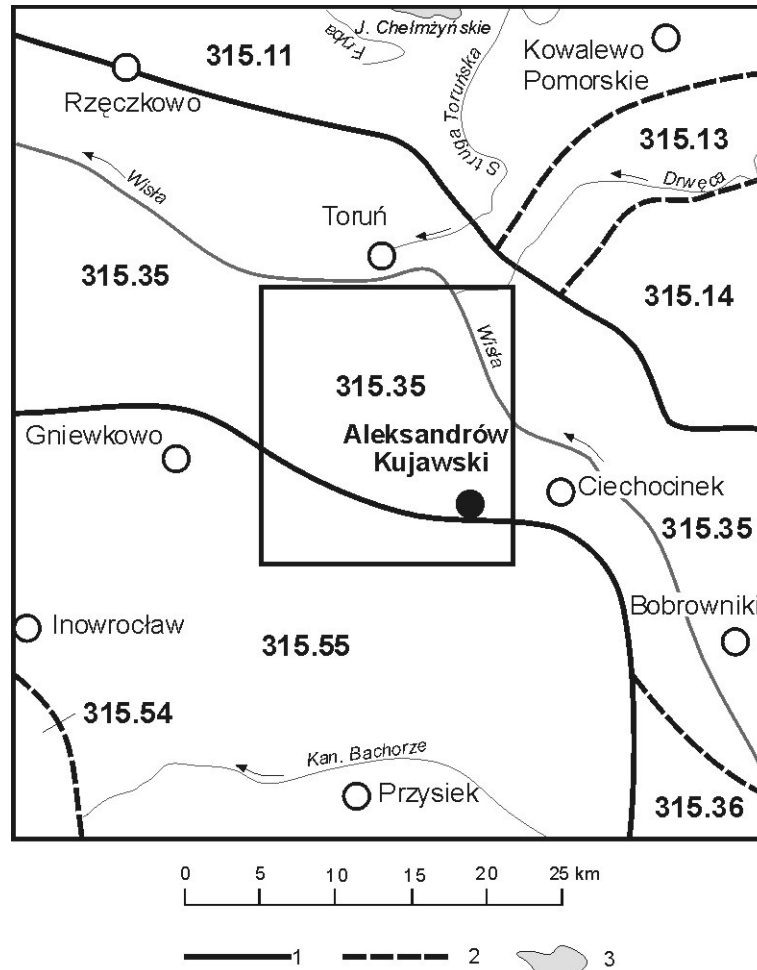 J. Chełmżyńskie
315.11
Fryba
Kowalewo
Pomorskie
Rzęczkowo
Struga Toruńska
315.13
Drwęca
Wisła
Toruń
315.35
315.14
Wisła
315.35
Gniewkowo
Aleksandrów
Kujawski
Ciechocinek
315.35
Bobrowniki
Inowrocław
315.55
315.54
Kan. Bachorze
Przysiek
315.36
0 5 10 15 20 25 km
1 2 3